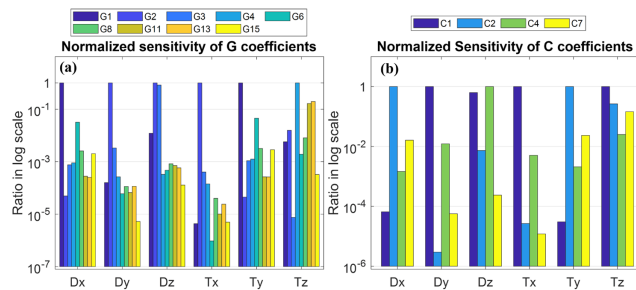 G1 G2 G3 G4 G6
G8 G11 G13 G15
Normalized sensitivity of G coefficients
(a)
Ratio in log scale
1
10-1
10-3
10-5
10-7
Dx Dy Dz Tx Ty Tz
C1 C2 C4 C7
Normalized Sensitivity of C coefficients
(b)
Ratio in log scale
1
10-2
10-4
10-6
Dx Dy Dz Tx Ty Tz